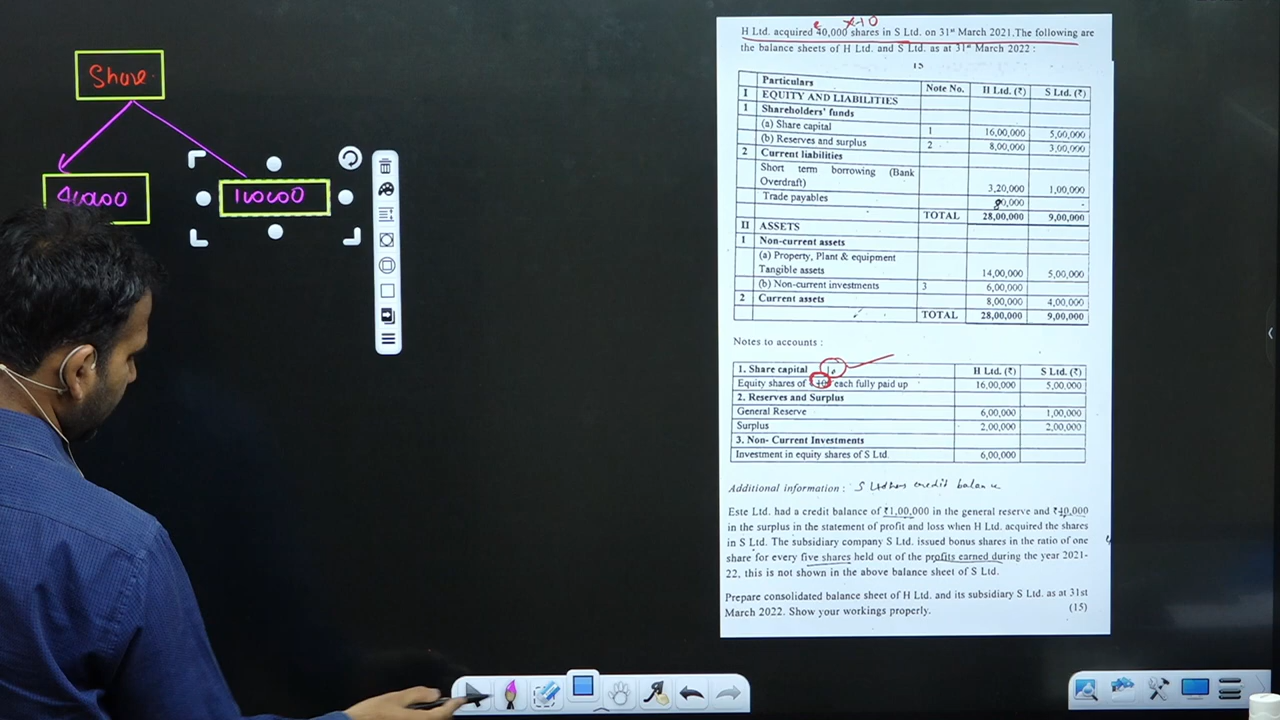 Share
40000
10000
× 10
H Ltd. acquired 40,000 shares in S Ltd. on 31st March 2021.The following are
the balance sheets of H Ltd. and S Ltd. as at 31st March 2022 :
15
Particulars Note No. H Ltd. (₹) S Ltd. (₹)
I EQUITY AND LIABILITIES
1 Shareholders' funds
(a) Share capital 1 16,00,000 5,00,000
(b) Reserves and surplus 2 8,00,000 3,00,000
2 Current liabilities
Short term borrowing (Bank
Overdraft) 3,20,000 1,00,000
Trade payables 80,000 -
TOTAL 28,00,000 9,00,000
II ASSETS
1 Non-current assets
(a) Property, Plant & equipment
Tangible assets 14,00,000 5,00,000
(b) Non-current investments 3 6,00,000
2 Current assets 8,00,000 4,00,000
TOTAL 28,00,000 9,00,000
Notes to accounts :
1. Share capital 10 H Ltd. (₹) S Ltd. (₹)
Equity shares of ₹10 each fully paid up 16,00,000 5,00,000
2. Reserves and Surplus
General Reserve 6,00,000 1,00,000
Surplus 2,00,000 2,00,000
3. Non- Current Investments
Investment in equity shares of S Ltd. 6,00,000
Additional information : S Ltd has credit balance
Este Ltd. had a credit balance of ₹1,00,000 in the general reserve and ₹40,000
in the surplus in the statement of profit and loss when H Ltd. acquired the shares
in S Ltd. The subsidiary company S Ltd. issued bonus shares in the ratio of one
share for every five shares held out of the profits earned during the year 2021-
22, this is not shown in the above balance sheet of S Ltd.
Prepare consolidated balance sheet of H Ltd. and its subsidiary S Ltd. as at 31st
March 2022. Show your workings properly. (15)